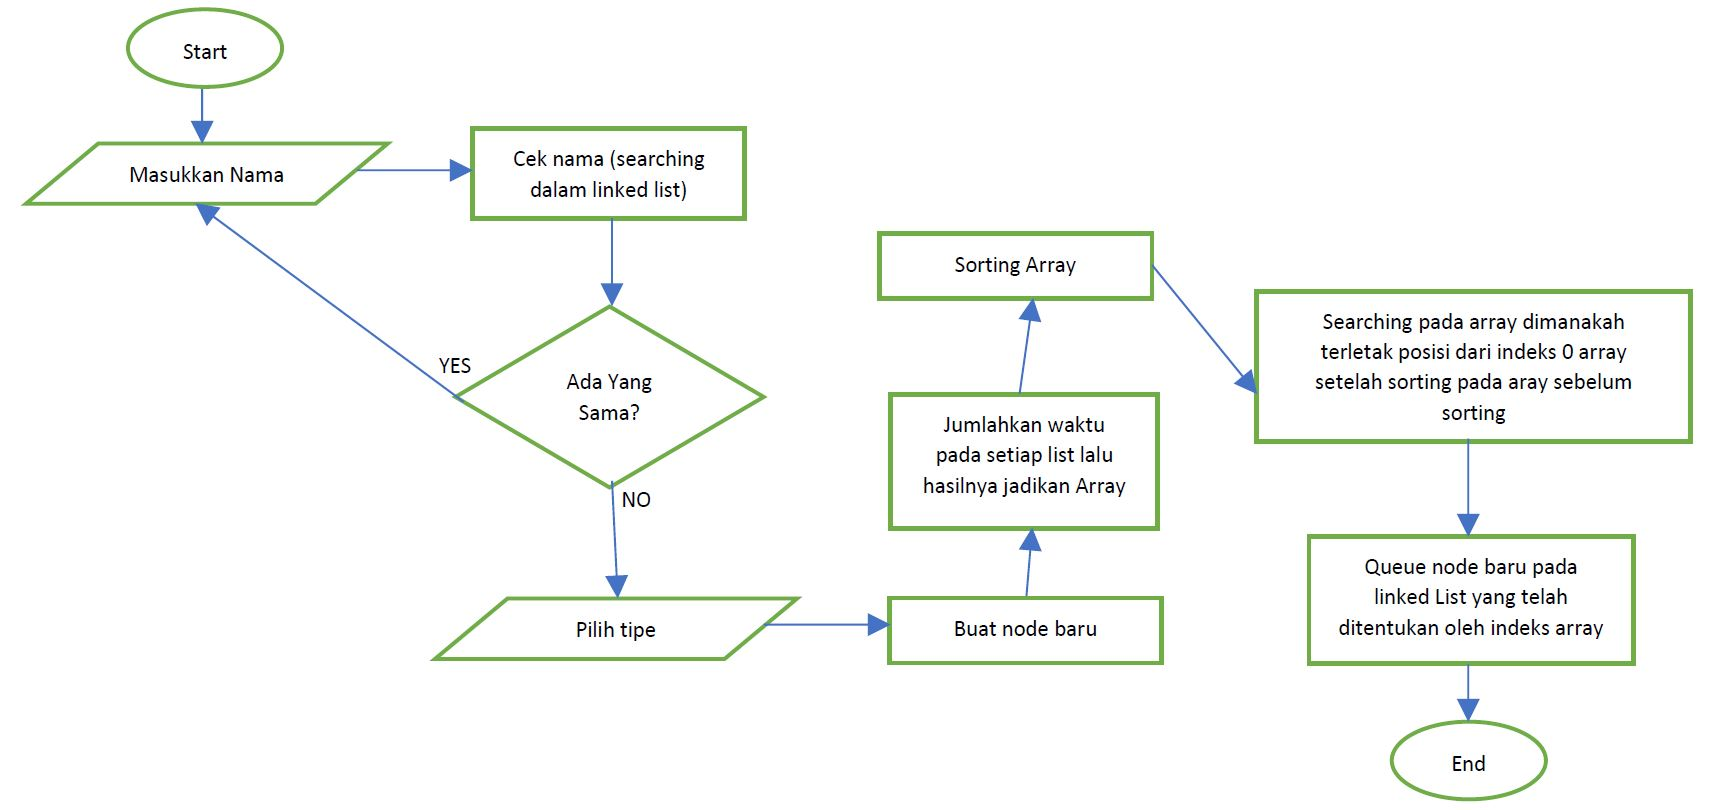 Start
Masukkan Nama
Cek nama (searching
dalam linked list)
Ada Yang
Sama?
YES
NO
Pilih tipe
Buat node baru
Jumlahkan waktu
pada setiap list lalu
hasilnya jadikan Array
Sorting Array
Searching pada array dimanakah
terletak posisi dari indeks 0 array
setelah sorting pada aray sebelum
sorting
Queue node baru pada
linked List yang telah
ditentukan oleh indeks array
End